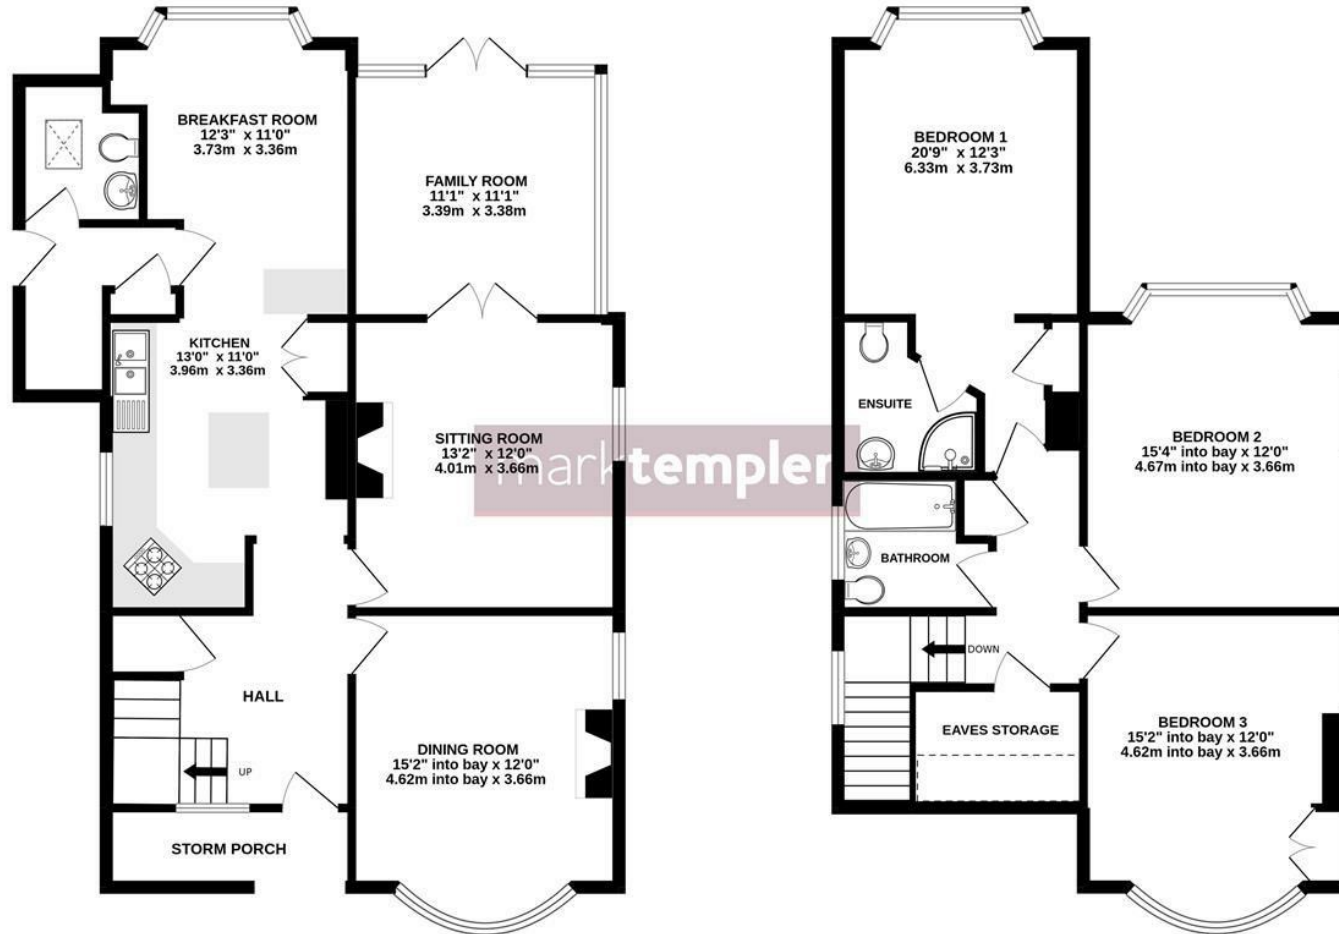 BREAKFAST ROOM
12'3" x 11'0"
3.73m x 3.36m
FAMILY ROOM
11'1" x 11'1"
3.39m x 3.38m
KITCHEN
13'0" x 11'0"
3.96m x 3.36m
SITTING ROOM
13'2" x 12'0"
4.01m x 3.66m
HALL
UP
DINING ROOM
15'2" into bay x 12'0"
4.62m into bay x 3.66m
STORM PORCH
marktempler
BEDROOM 1
20'9" x 12'3"
6.33m x 3.73m
ENSUITE
BEDROOM 2
15'4" into bay x 12'0"
4.67m into bay x 3.66m
BATHROOM
DOWN
EAVES STORAGE
BEDROOM 3
15'2" into bay x 12'0"
4.62m into bay x 3.66m